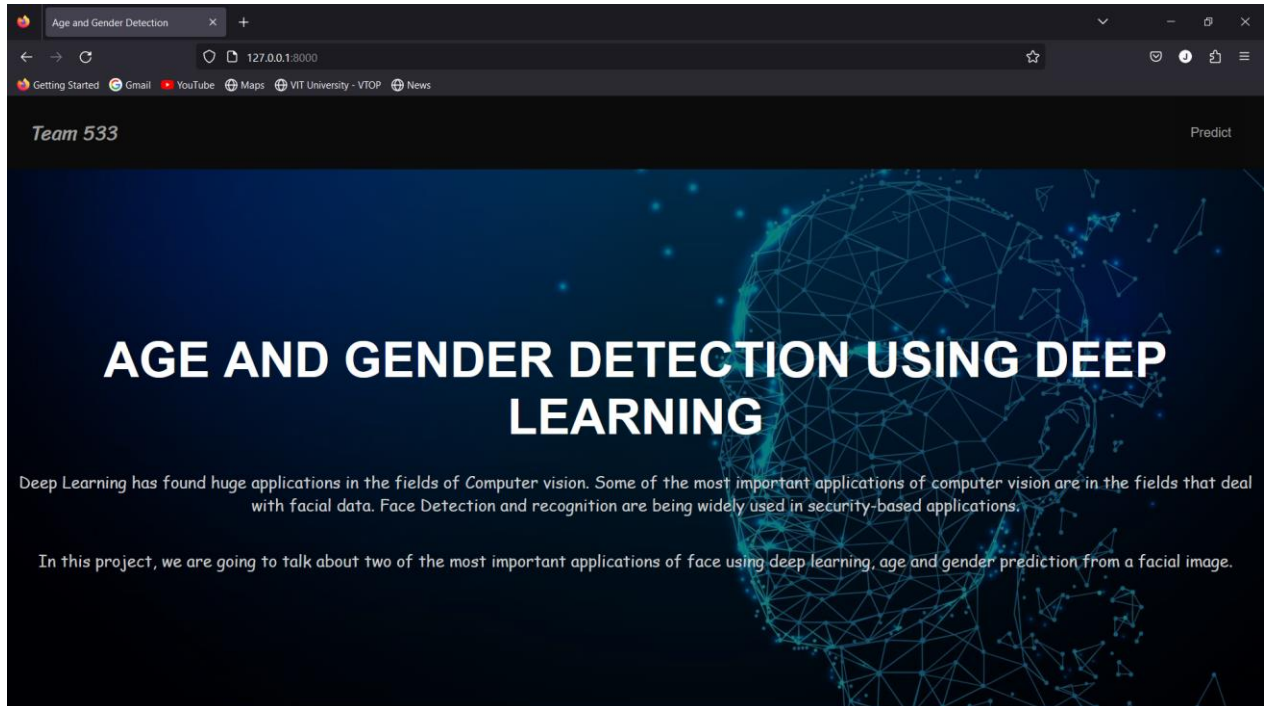 Age and Gender Detection
127.0.0.1:8000
Getting Started Gmail YouTube Maps VIT University - VTOP News
J
Team 533 Predict
AGE AND GENDER DETECTION USING DEEP
LEARNING
Deep Learning has found huge applications in the fields of Computer vision. Some of the most important applications of computer vision are in the fields that deal
with facial data. Face Detection and recognition are being widely used in security-based applications.
In this project, we are going to talk about two of the most important applications of face using deep learning, age and gender prediction from a facial image.